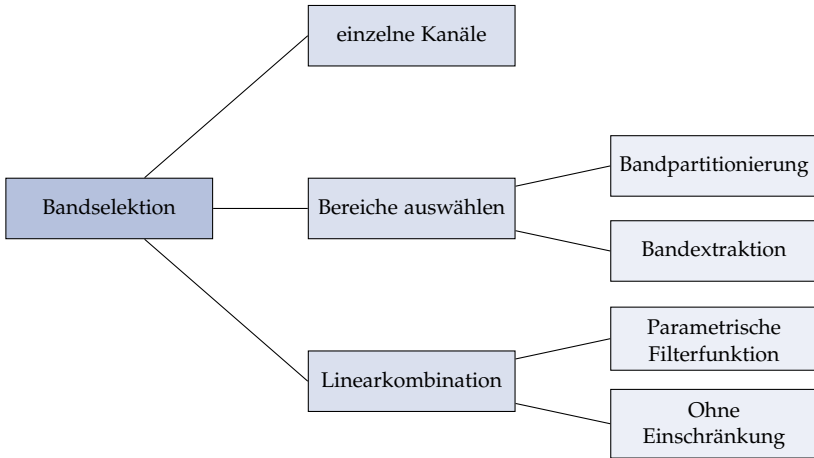 einzelne Kanäle
Bandselektion
Bereiche auswählen
Bandpartitionierung
Bandextraktion
Linearkombination
Parametrische
Filterfunktion
Ohne
Einschränkung